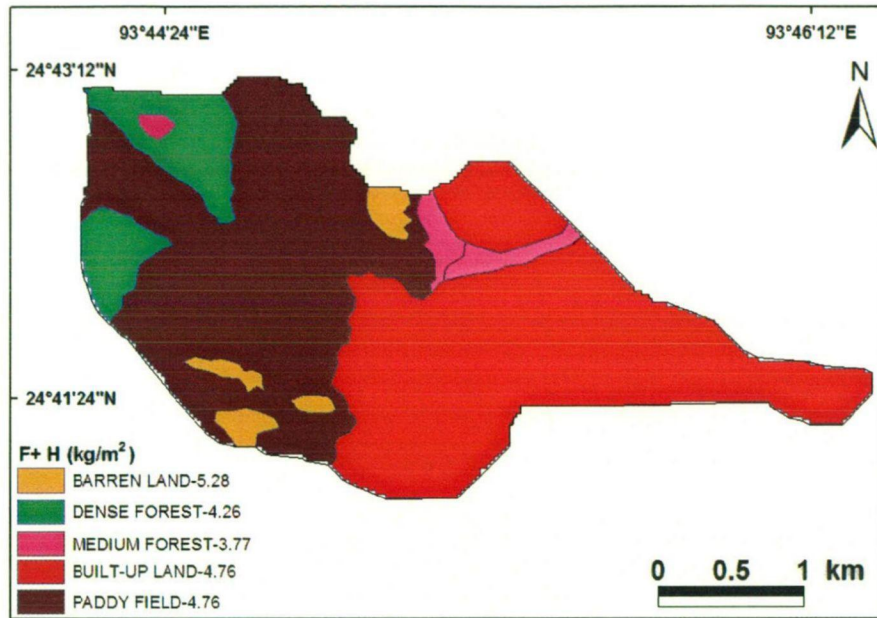 93°44'24"E
93°46'12"E
24°43'12"N
N
24°41'24"N
F+ H (kg/m²)
BARREN LAND-5.28
DENSE FOREST-4.26
MEDIUM FOREST-3.77
BUILT-UP LAND-4.76
PADDY FIELD-4.76
0 0.5 1 km